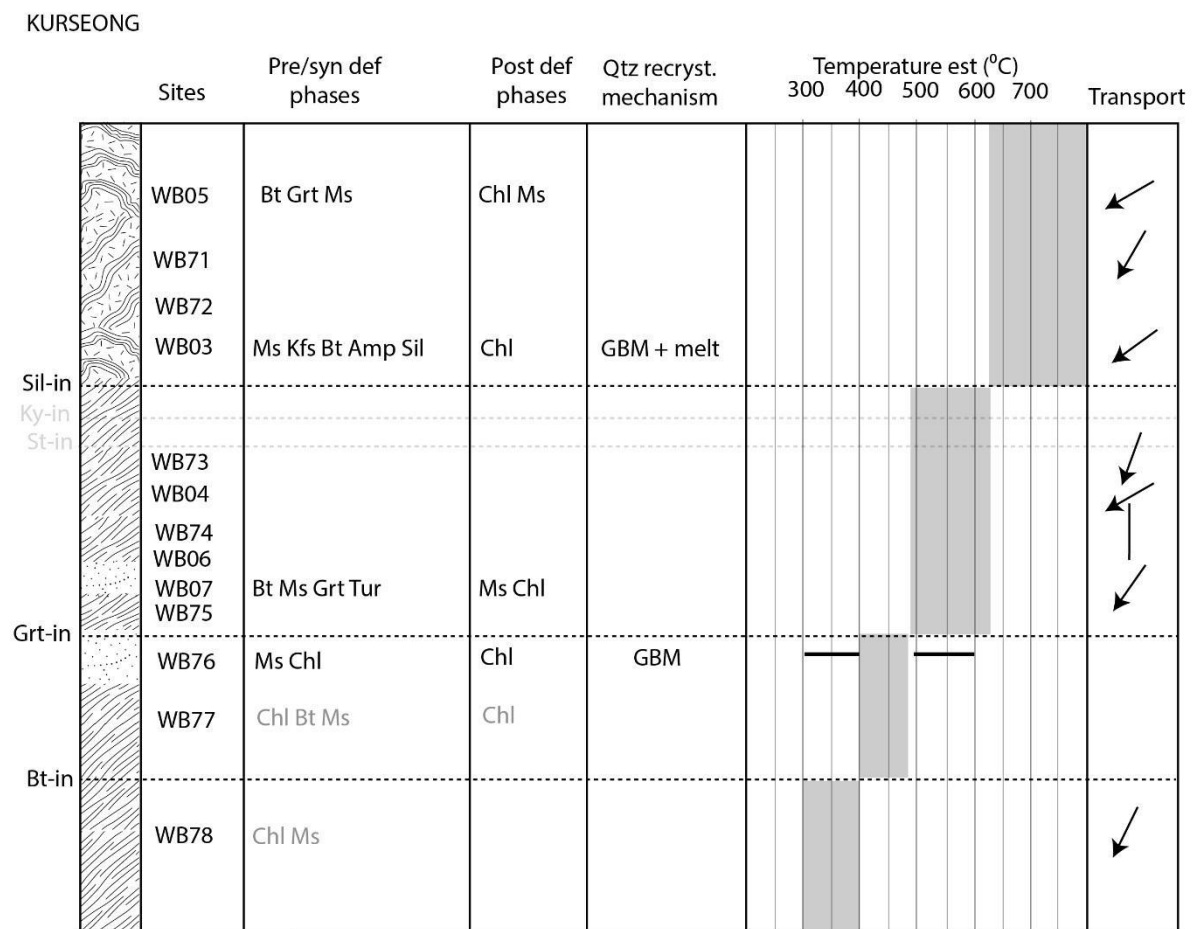 KURSEONG
Sites
Pre/syn def
phases
Post def
phases
Qtz recryst.
mechanism
Temperature est (⁰C)
300 400 500 600 700
Transport
WB05 Bt Grt Ms Chl Ms
WB71
WB72
WB03 Ms Kfs Bt Amp Sil Chl GBM + melt
Sil-in
Ky-in
St-in
WB73
WB04
WB74
WB06
WB07 Bt Ms Grt Tur Ms Chl
WB75
Grt-in
WB76 Ms Chl Chl GBM
WB77 Chl Bt Ms Chl
Bt-in
WB78 Chl Ms